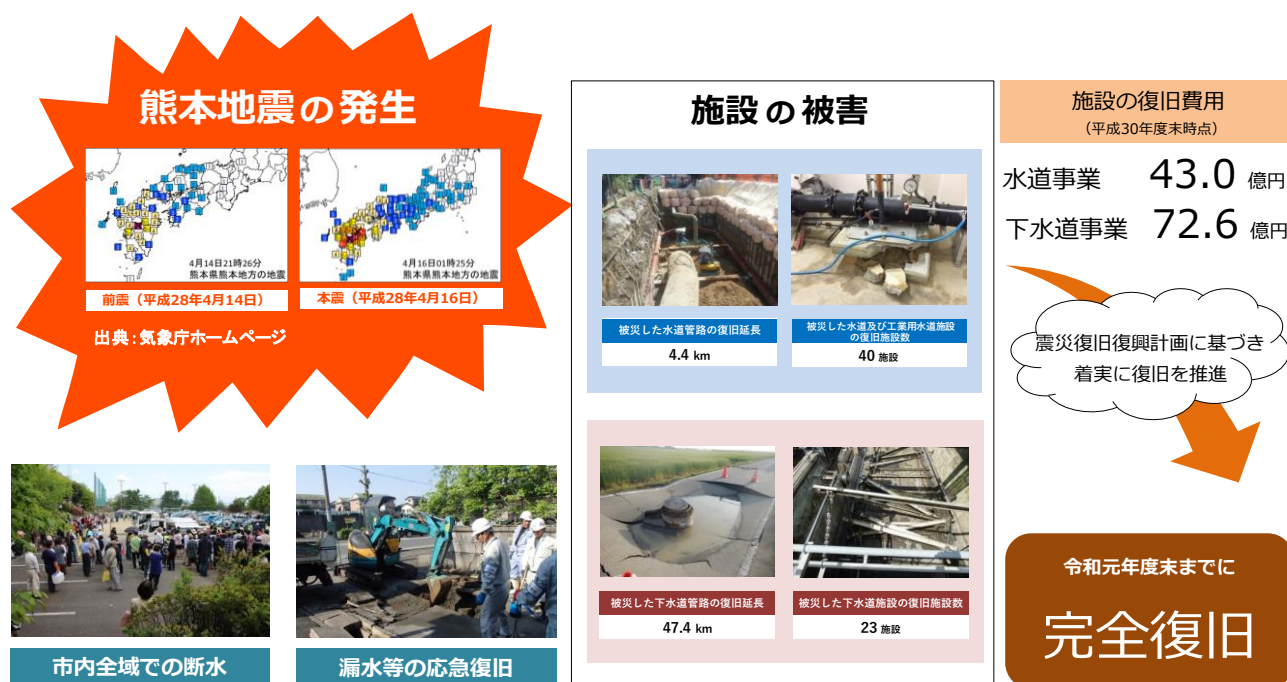 熊本地震の発生
4月14日21時26分
熊本県熊本地方の地震
4月16日01時25分
熊本県熊本地方の地震
前震（平成28年4月14日）
本震（平成28年4月16日）
出典：気象庁ホームページ
市内全域での断水
漏水等の応急復旧
施設の被害
被災した水道管路の復旧延長
4.4 km
被災した水道及び工業用水道施設
の復旧施設数
40 施設
被災した下水道管路の復旧延長
47.4 km
被災した下水道施設の復旧施設数
23 施設
施設の復旧費用
（平成30年度末時点）
水道事業 43.0 億円
下水道事業 72.6 億円
震災復旧復興計画に基づき
着実に復旧を推進
令和元年度末までに
完全復旧